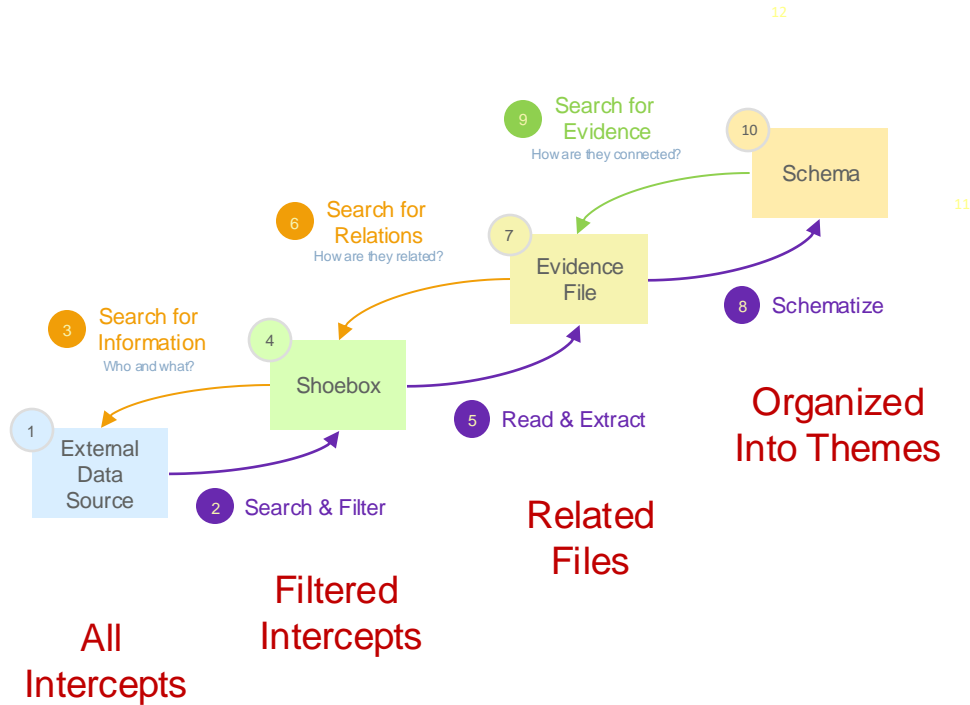 12
9
Search for
Evidence
How are they connected?
10
Schema
11
6
Search for
Relations
How are they related?
7
Evidence
File
8
Schematize
3
Search for
Information
Who and what?
4
Shoebox
5
Read & Extract
Organized
Into Themes
1
External
Data
Source
2
Search & Filter
Related
Files
Filtered
Intercepts
All
Intercepts